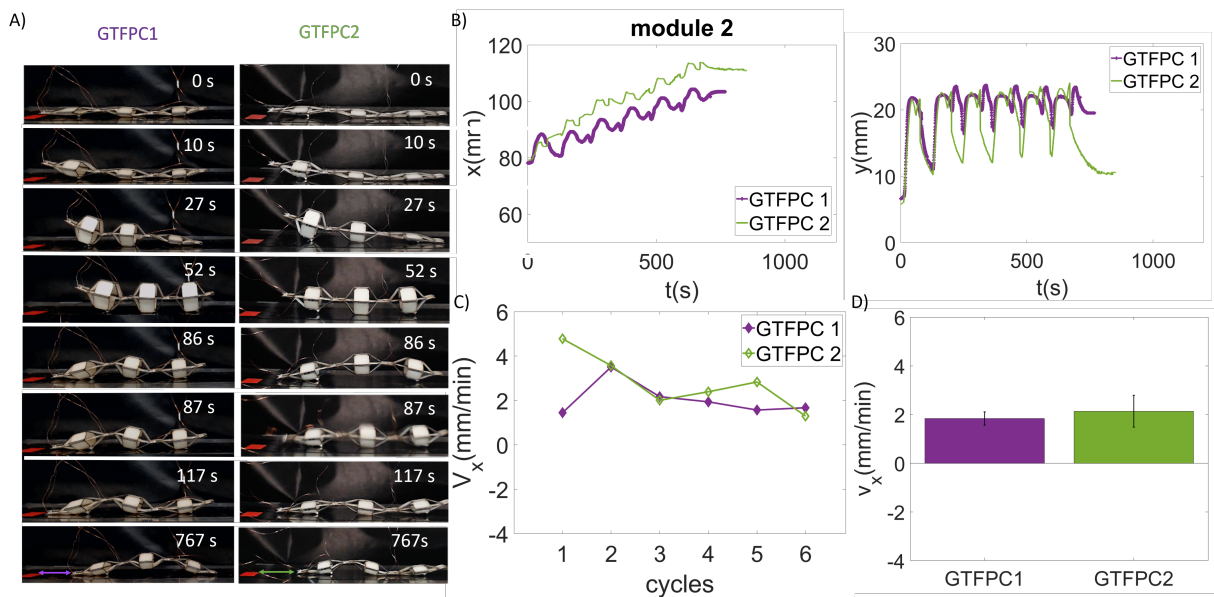 A)
GTFPC1
GTFPC2
0 s
0 s
10 s
10 s
27 s
27 s
52 s
52 s
86 s
86 s
87 s
87 s
117 s
117 s
767 s
767s
B)
module 2
120
100
80
60
x(mm)
0
500
1000
t(s)
GTFPC 1
GTFPC 2
30
20
10
0
y(mm)
0
500
1000
t(s)
GTFPC 1
GTFPC 2
C)
6
4
2
0
-2
-4
Vx(mm/min)
1 2 3 4 5 6
cycles
GTFPC 1
GTFPC 2
D)
6
4
2
0
-2
-4
vx(mm/min)
GTFPC1
GTFPC2